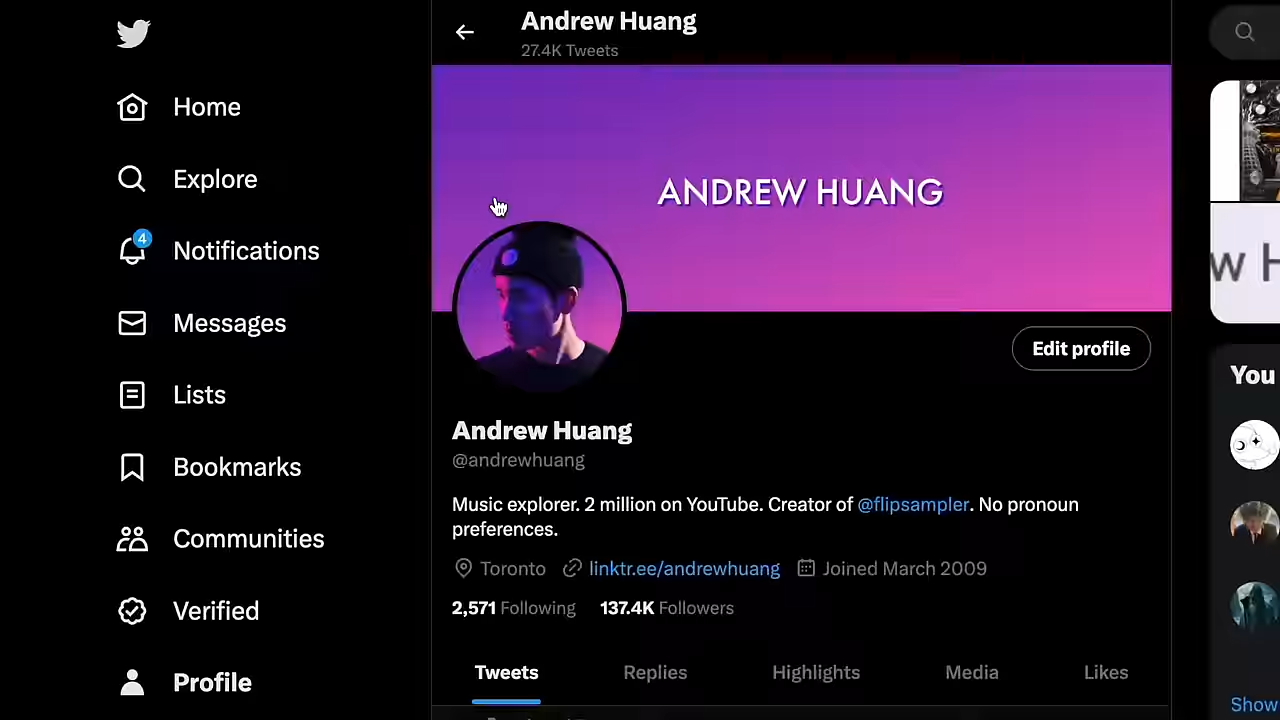 Home
Explore
4
Notifications
Messages
Lists
Bookmarks
Communities
Verified
Profile
Andrew Huang
27.4K Tweets
ANDREW HUANG
Edit profile
Andrew Huang
@andrewhuang
Music explorer. 2 million on YouTube. Creator of @flipsampler. No pronoun
preferences.
Toronto linktr.ee/andrewhuang Joined March 2009
2,571 Following 137.4K Followers
Tweets Replies Highlights Media Likes
w H
You
Show